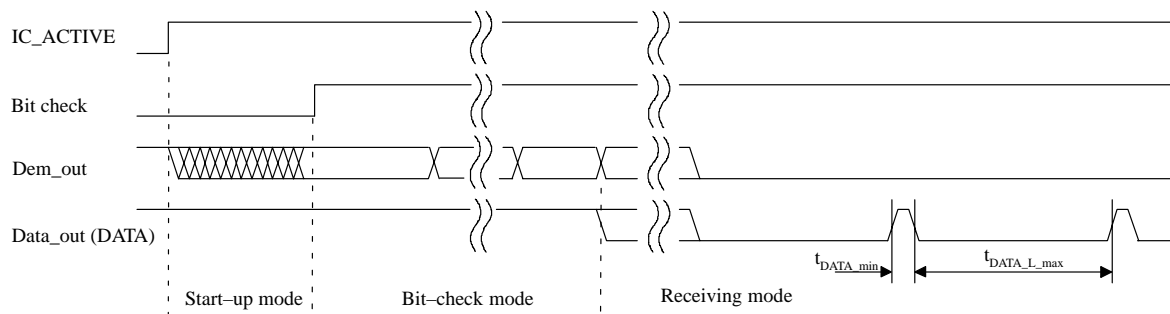 IC_ACTIVE
Bit check
Dem_out
Data_out (DATA)
tDATA_min
tDATA_L_max
Start–up mode
Bit–check mode
Receiving mode